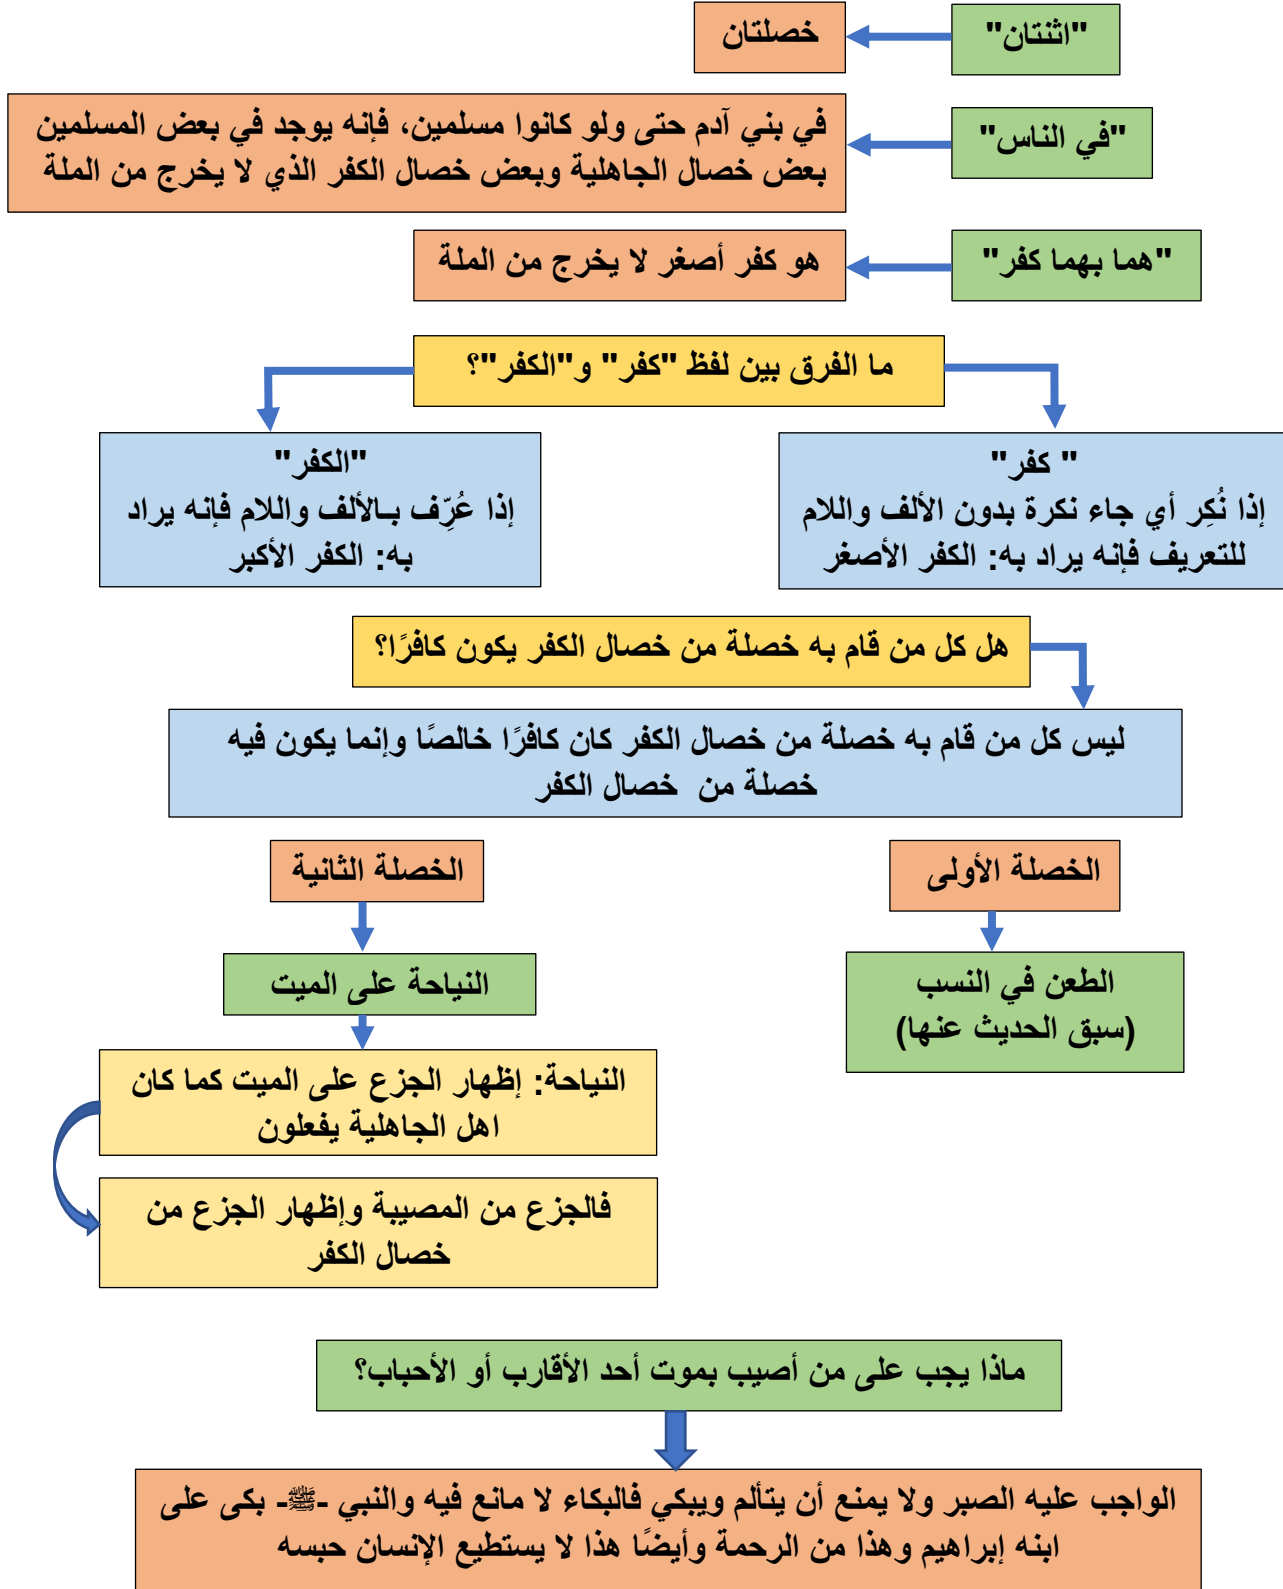 "اثنتان"
خصلتان
"في الناس"
في بني آدم حتى ولو كانوا مسلمين، فإنه يوجد في بعض المسلمين
بعض خصال الجاهلية وبعض خصال الكفر الذي لا يخرج من الملة
"هما بهما كفر"
هو كفر أصغر لا يخرج من الملة
ما الفرق بين لفظ "كفر" و"الكفر"؟
" كفر"
إذا نُكِر أي جاء نكرة بدون الألف واللام
للتعريف فإنه يراد به: الكفر الأصغر
"الكفر"
إذا عُرِّف بالألف واللام فإنه يراد
به: الكفر الأكبر
هل كل من قام به خصلة من خصال الكفر يكون كافرًا؟
ليس كل من قام به خصلة من خصال الكفر كان كافرًا خالصًا وإنما يكون فيه
خصلة من خصال الكفر
الخصلة الأولى
الطعن في النسب
(سبق الحديث عنها)
الخصلة الثانية
النياحة على الميت
النياحة: إظهار الجزع على الميت كما كان
اهل الجاهلية يفعلون
فالجزع من المصيبة وإظهار الجزع من
خصال الكفر
ماذا يجب على من أصيب بموت أحد الأقارب أو الأحباب؟
الواجب عليه الصبر ولا يمنع أن يتألم ويبكي فالبكاء لا مانع فيه والنبي -ﷺ- بكى على
ابنه إبراهيم وهذا من الرحمة وأيضًا هذا لا يستطيع الإنسان حبسه